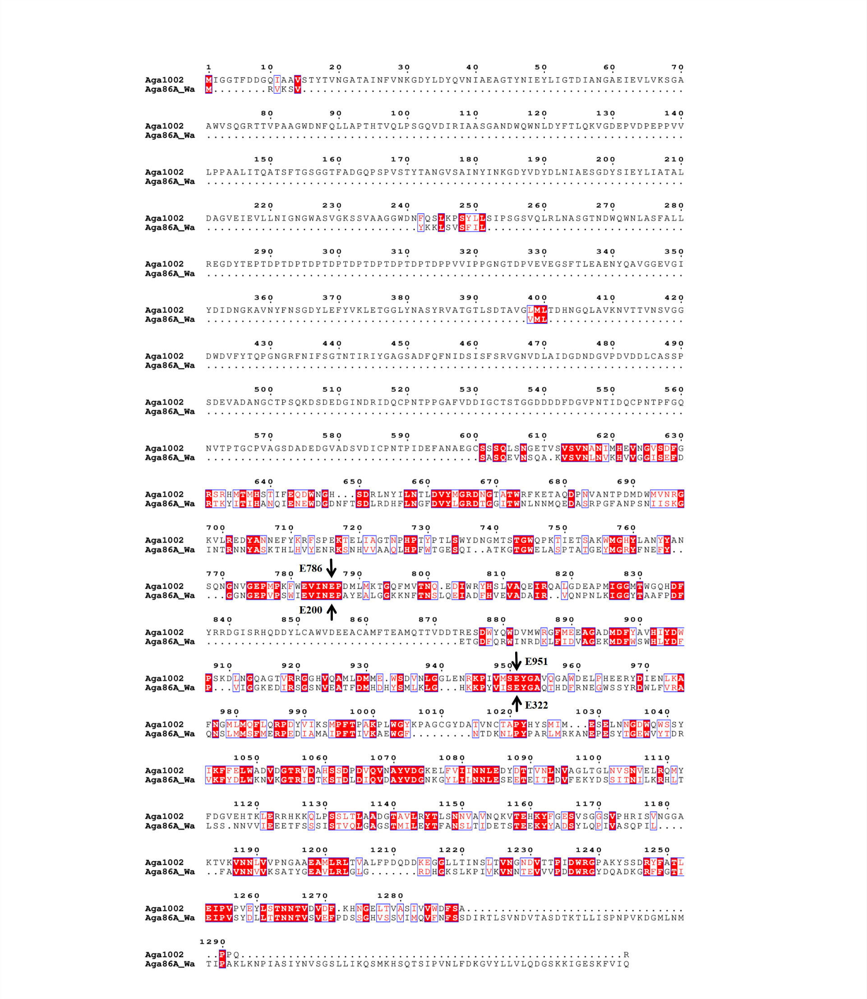 1 10 20 30 40 50 60 70
Aga1002 MIGGTFDDGQIAAVSTYTVNGATAINFVNKGDYLDYQVNIAEAGTYNIEYLIGTDIANGAEIEVLVKSGA
Aga86A_Wa M........RVKSV........................................................
80 90 100 110 120 130 140
Aga1002 AWVSQGRTTVPAAGWDNFQLLAPTHTVQLPSGQVDIRIAASGANDWQWNLDYFTLQKVGDEPVDPEPPVV
Aga86A_Wa ......................................................................
150 160 170 180 190 200 210
Aga1002 LPPAALITQATSFTGSGGTFADGQPSPVSTYTANGVSAINYINKGDYVDYDLNIAESGDYSIEYLIATAL
Aga86A_Wa ......................................................................
220 230 240 250 260 270 280
Aga1002 DAGVEIEVLLNIGNGWASVGKSSVAAGGWDNFQSLKPSYLLSIPSGSVQLRLNASGTNDWQWNLASFALL
Aga86A_Wa ...............................YKKLSVSFIL.............................
290 300 310 320 330 340 350
Aga1002 REGDYTEPTDPTDPTDPTDPTDPTDPTDPTDPTDPPVVIPPGNGTDPVEVEGSFTLEAENYQAVGGEVGI
Aga86A_Wa ......................................................................
360 370 380 390 400 410 420
Aga1002 YDIDNGKAVNYFNSGDYLEFYVKLETGGLYNASYRVATGTLSDTAVGLMLTDHNGQLAVKNVTTVNSVGG
Aga86A_Wa ...............................................VML....................
430 440 450 460 470 480 490
Aga1002 DWDVFYTQPGNGRFNIFSGTNTIRIYGAGSADFQFNIDSISFSRVGNVDLAIDGDNDGVPDVDDLCASSP
Aga86A_Wa ......................................................................
500 510 520 530 540 550 560
Aga1002 SDEVADANGCTPSQKDSDEDGINDRIDQCPNTPPGAFVDDIGCTSTGGDDDDFDGVPNTIDQCPNTPFGQ
Aga86A_Wa ......................................................................
570 580 590 600 610 620 630
Aga1002 NVTPTGCPVAGSDADEDGVADSVDICPNTPIDEFANAEGCSSSQLSNGETVSVSVNANIMHEVNGVSDFG
Aga86A_Wa ........................................SASQEVNSQA.KVSVNLNVKHVVGGISEFD
640 650 660 670 680 690
Aga1002 RSRHMTMHSTIFEQDWNGH...SDRLNYILNTLDVYMGRDNGTATWRFKETAQDPNVANTPDMDWMVNRG
Aga86A_Wa RTKYITIHANQIENEWDGDNFTSDLRDHFLNGFDVYLGRDTGGITWNLNNMQEDASRPGFANPSNIISKG
700 710 720 730 740 750 760
Aga1002 KVLREDYANNEFYKRFSPEKTELIAGTNPHPTYPTLSWYDNGMTSTGWQPKTIETSAKWMGHYLANYYAN
Aga86A_Wa INTRNNYASKTHLHVYENRKSNHVVAAQLHPFWTGESQI..ATKGTGWELASPTATGEYMGRYFNEFY..
E786
770 780 790 800 810 820 830
Aga1002 SQNGNVGEPMPKFWEVINEPDMLMKTGQFMVTNQ.EDIWRYHSLVAQEIRQALGDEAPMIGGMTWGQHDF
Aga86A_Wa ...GGNGEPVPSWIEVINEPAYEALGGKKNFTNSLQEIADFHVEVADAIR..VQNPNLKIGGYTAAFPDF
E200
840 850 860 870 880 890 900
Aga1002 YRRDGISRHQDDYLCAWVDEEACAMFTEAMQTTVDDTRESDWYQWDVMWRGFMEEAGADMDFYAVHIYDW
Aga86A_Wa .....................................ETGDFQRWINRDKLFIDVAGEKMDFWSWHLYDF
E951
910 920 930 940 950 960 970
Aga1002 PSKDLNGQAGTVRRGGHVQAMLDMME.WSDVNLGGLENRKPIVMSEYGAVQGAWDELPHEERYDIENLKA
Aga86A_Wa P...VIGGKEDIRSGSNVEATFDMHDHYSMLKLG...HKKPYVISEYGAQTHDFRNEGWSSYRDWLFVRA
E322
980 990 1000 1010 1020 1030 1040
Aga1002 FNGMLMQFLQRPDYVIKSMPFTPAKPLWGYKPAGCGYDATVNCTAPYHYSMIM...ESELNNGDWQWSSY
Aga86A_Wa QNSLMMSFMERPEDIAMAIPFTIVKAEWGF.........NTDKNLPYPARLMRKANEPESYTGEWVYTDR
1050 1060 1070 1080 1090 1100 1110
Aga1002 IKFFELWADVDGTRVDAHSSDPDVQVNAYVDGKELFVIINNLEDYDTTVNLNVAGLTGLNVSNVELRQMY
Aga86A_Wa VKFYDLWKNVKGTRIDTKSTDLDIQVDAYVDGNKGYLILNNLESEETEITLDVFEKYDSSITNILKRHLT
1120 1130 1140 1150 1160 1170 1180
Aga1002 FDGVEHTKLERRHKKQLPSSLTLAADGTAVLRYTLSNNVAVNQKVTEHKYFGESVSGGSVPHRISVNGGA
Aga86A_Wa LSS.NNVVIEEETFSSSISTVQLGAGSTMILEYTFANSLTIDETSTEEKYYADSYLQPIVASQPIL....
1190 1200 1210 1220 1230 1240 1250
Aga1002 KTVKVNNLVVPNGAAEAMLRLTVALFPDQDDKEGGLLTINSLTVNGNDVTTPIDWRGPAKYSSDRYFATL
Aga86A_Wa ..FAVNNVVKSATYGEAVLRLGLG.......RDHGKSLKPIVKVNNTEVVVPDDWRGYDQADKGRFFGTI
1260 1270 1280
Aga1002 EIPVPVEYLSTNNTVDVDF.KHNGELTVASIVVWDFSA................................
Aga86A_Wa EIPVSYDLLTTNNTVSVEFPDSSGHVSSVIMQVFNFSSDIRTLSVNDVTASDTKTLLISPNPVKDGMLNM
1290
Aga1002 ..PPQ........................................................R
Aga86A_Wa TIPAKLKNPIASIYNVSGSLLIKQSMKHSQTSIPVNLFDKGVYLLVLQDGSKKIGESKFVIQ